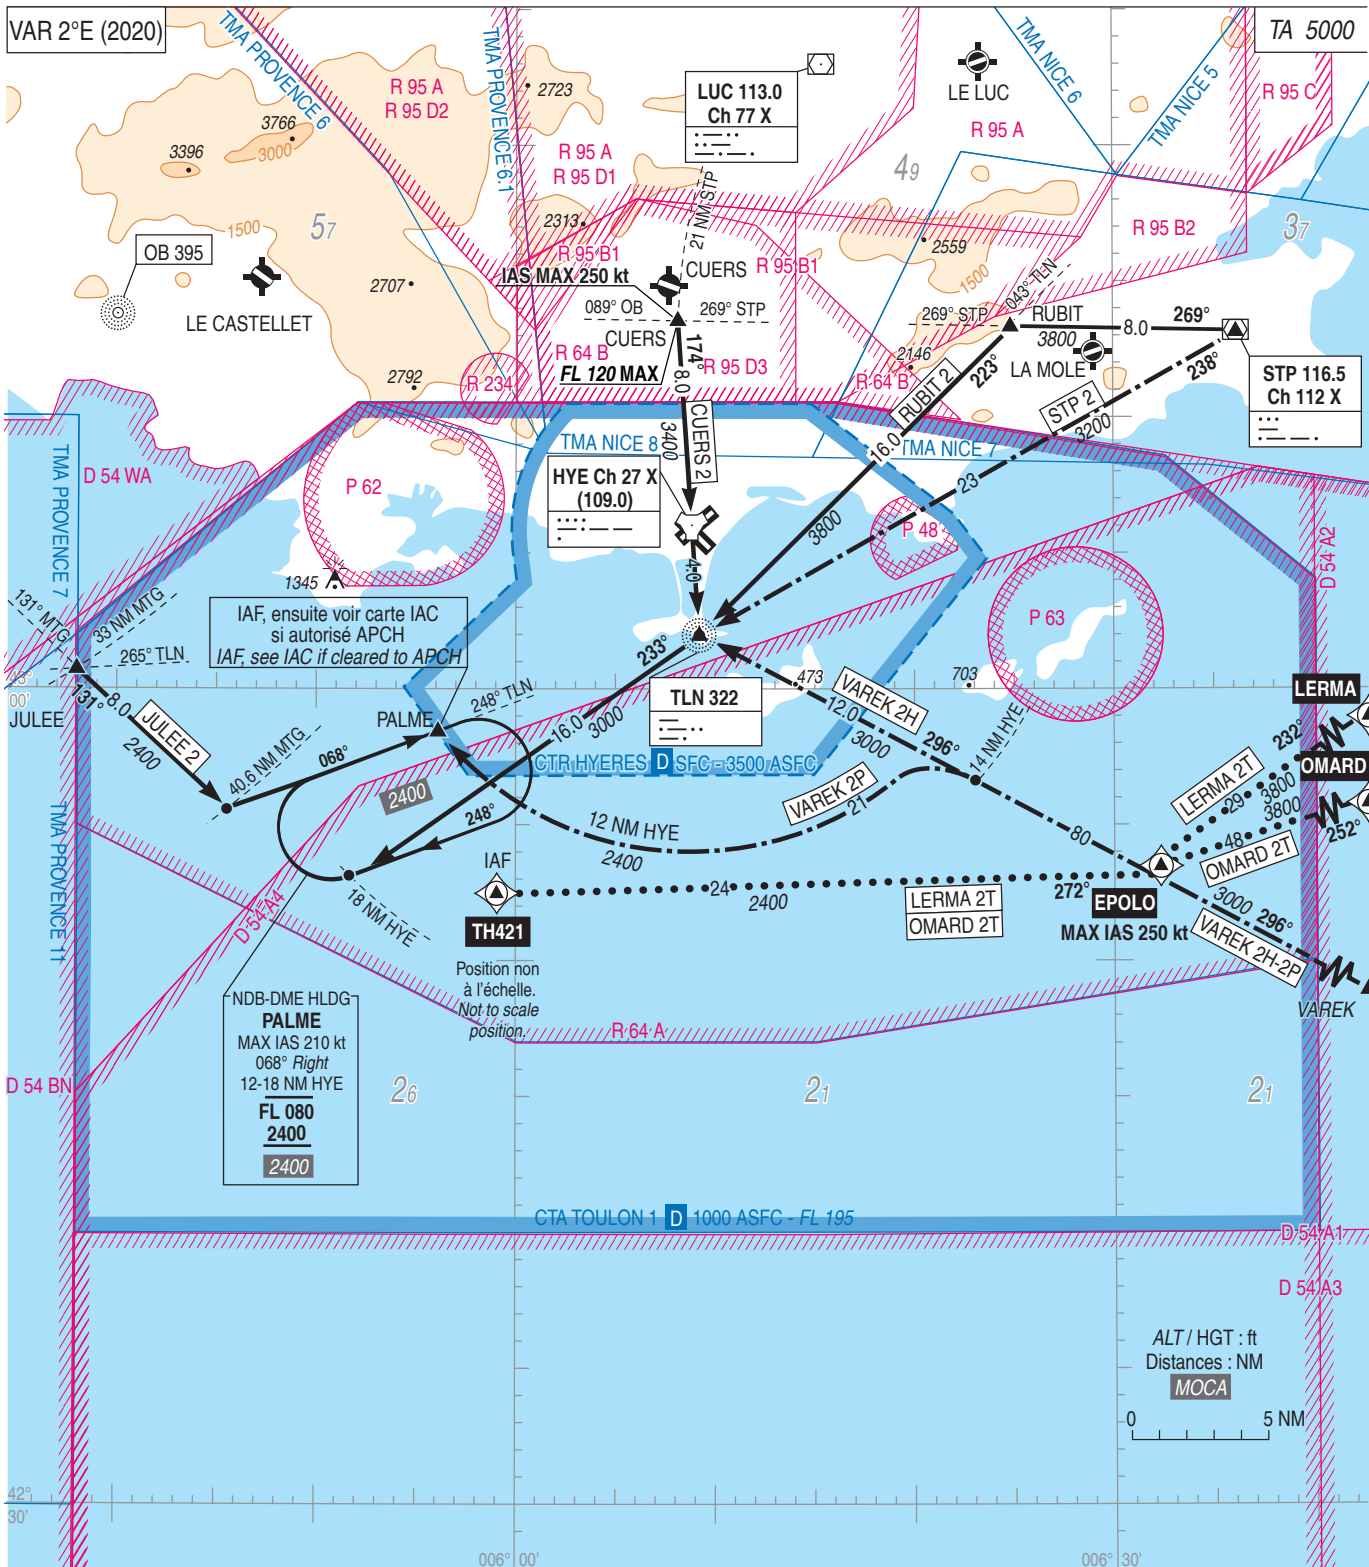 VAR 2°E (2020)
TA 5000
TMA PROVENCE 6
TMA PROVENCE 6.1
TMA NICE 6
TMA NICE 5
R 95 A
R 95 D2
2723
LUC 113.0
Ch 77 X
LE LUC
R 95 C
R 95 A
3766
3000
3396
R 95 A
R 95 D1
49
21 NM STP
57
1500
2313
R 95 B1
R 95 B2
37
OB 395
2559
IAS MAX 250 kt
CUERS
R 95 B1
1500
043° TLN
2707
LE CASTELLET
089° OB
269° STP
269° STP
RUBIT
8.0
269°
CUERS
3800
R 64 B
174°
R 95 D3
2146
LA MOLE
FL 120 MAX
8.0
R 64 B
223°
238°
STP 116.5
Ch 112 X
2792
R 234
RUBIT 2
STP 2
3200
CUERS 2
3400
TMA NICE 8
16.0
TMA NICE 7
TMA PROVENCE 7
D 54 WA
P 62
HYE Ch 27 X
(109.0)
23
3800
P 48
D 54 A2
4.0
1345
131° MTG
33 NM MTG
IAF, ensuite voir carte IAC
si autorisé APCH
IAF, see IAC if cleared to APCH
P 63
265° TLN
233°
43°
00'
JULEE
131°
8.0
JULEE 2
2400
248° TLN
TLN 322
473
703
LERMA
PALME
16.0
3000
VAREK 2H
12.0
3000
296°
232°
40.6 NM MTG
068°
CTR HYERES D SFC - 3500 ASFC
14 NM HYE
OMARD
2400
VAREK 2P
21
LERMA 2T
29
3800
3800
TMA PROVENCE 11
248°
12 NM HYE
2400
80
48
252°
OMARD 2T
IAF
24
2400
272°
LERMA 2T
OMARD 2T
EPOLO
MAX IAS 250 kt
3000
296°
VAREK 2H-2P
18 NM HYE
D 54 A4
TH421
Position non
à l'échelle.
Not to scale
position.
VAREK
NDB-DME HLDG
PALME
MAX IAS 210 kt
068° Right
12-18 NM HYE
FL 080
2400
2400
R 64 A
D 54 BN
26
21
21
CTA TOULON 1 D 1000 ASFC - FL 195
D 54 A1
D 54 A3
ALT / HGT : ft
Distances : NM
MOCA
0
5 NM
42°
30'
006° 00'
006° 30'